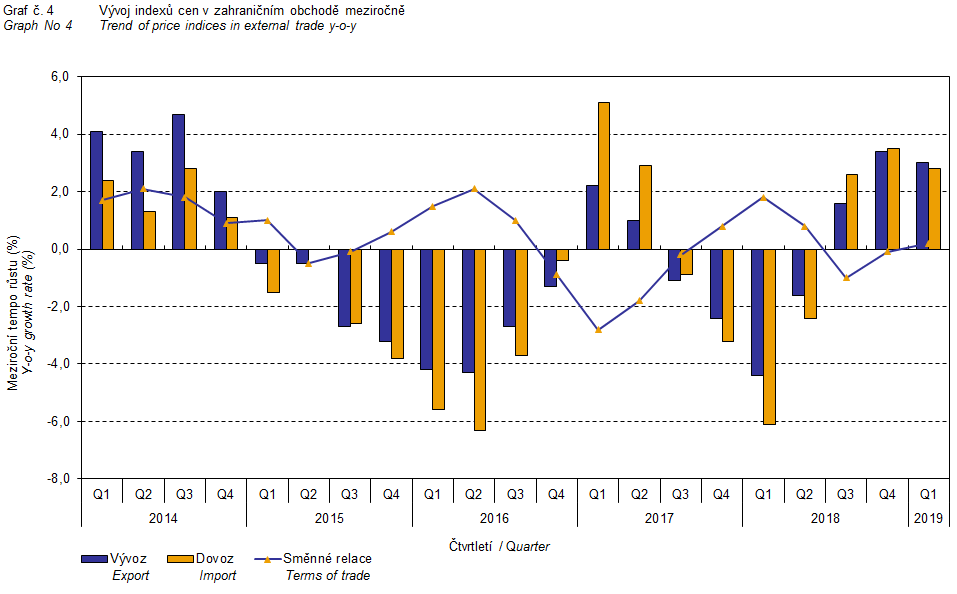 Graf č. 4 Vývoj indexů cen v zahraničním obchodě meziročně
Graph No 4 Trend of price indices in external trade y-o-y
Meziroční tempo růstu (%)
Y-o-y growth rate (%)
6,0
4,0
2,0
0,0
-2,0
-4,0
-6,0
-8,0
Q1 Q2 Q3 Q4 Q1 Q2 Q3 Q4 Q1 Q2 Q3 Q4 Q1 Q2 Q3 Q4 Q1 Q2 Q3 Q4 Q1
2014 2015 2016 2017 2018 2019
Čtvrtletí / Quarter
Vývoz Dovoz Směnné relace
Export Import Terms of trade